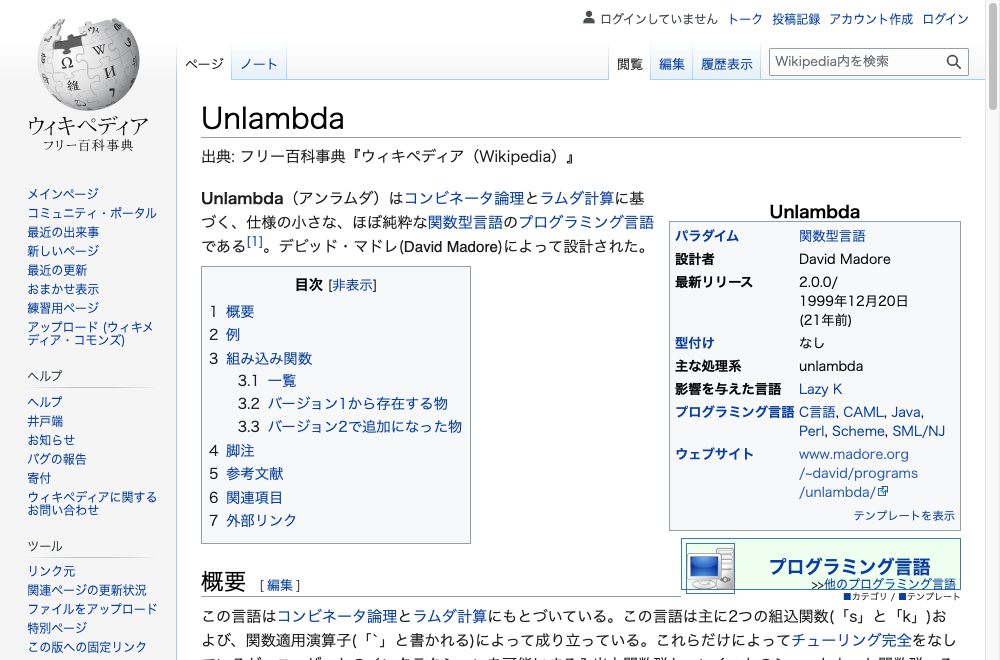 ログインしていません トーク 投稿記録 アカウント作成 ログイン
ページ ノート 閲覧 編集 履歴表示 Wikipedia内を検索
ウィキペディア
フリー百科事典
メインページ
コミュニティ・ポータル
最近の出来事
新しいページ
最近の更新
おまかせ表示
練習用ページ
アップロード (ウィキメ
ディア・コモンズ)
ヘルプ
ヘルプ
井戸端
お知らせ
バグの報告
寄付
ウィキペディアに関する
お問い合わせ
ツール
リンク元
関連ページの更新状況
ファイルをアップロード
特別ページ
この版への固定リンク
Unlambda
出典: フリー百科事典『ウィキペディア（Wikipedia）』
Unlambda（アンラムダ）はコンビネータ論理とラムダ計算に基
づく、仕様の小さな、ほぼ純粋な関数型言語のプログラミング言語
である[1]。デビッド・マドレ(David Madore)によって設計された。
目次 [非表示]
1 概要
2 例
3 組み込み関数
3.1 一覧
3.2 バージョン1から存在する物
3.3 バージョン2で追加になった物
4 脚注
5 参考文献
6 関連項目
7 外部リンク
Unlambda
パラダイム 関数型言語
設計者 David Madore
最新リリース 2.0.0/
1999年12月20日
(21年前)
型付け なし
主な処理系 unlambda
影響を与えた言語 Lazy K
プログラミング言語 C言語, CAML, Java,
Perl, Scheme, SML/NJ
ウェブサイト www.madore.org
/~david/programs
/unlambda/
テンプレートを表示
プログラミング言語
>>他のプログラミング言語
■カテゴリ / ■テンプレート
概要 [ 編集 ]
この言語はコンビネータ論理とラムダ計算にもとづいている。この言語は主に2つの組込関数(「s」と「k」)お
よび、関数適用演算子(「`」と書かれる)によって成り立っている。これらだけによってチューリング完全をなし